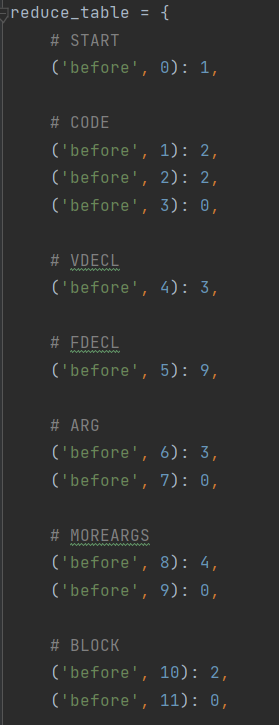 reduce_table = {
# START
('before', 0): 1,
# CODE
('before', 1): 2,
('before', 2): 2,
('before', 3): 0,
# VDECL
('before', 4): 3,
# FDECL
('before', 5): 9,
# ARG
('before', 6): 3,
('before', 7): 0,
# MOREARGS
('before', 8): 4,
('before', 9): 0,
# BLOCK
('before', 10): 2,
('before', 11): 0,